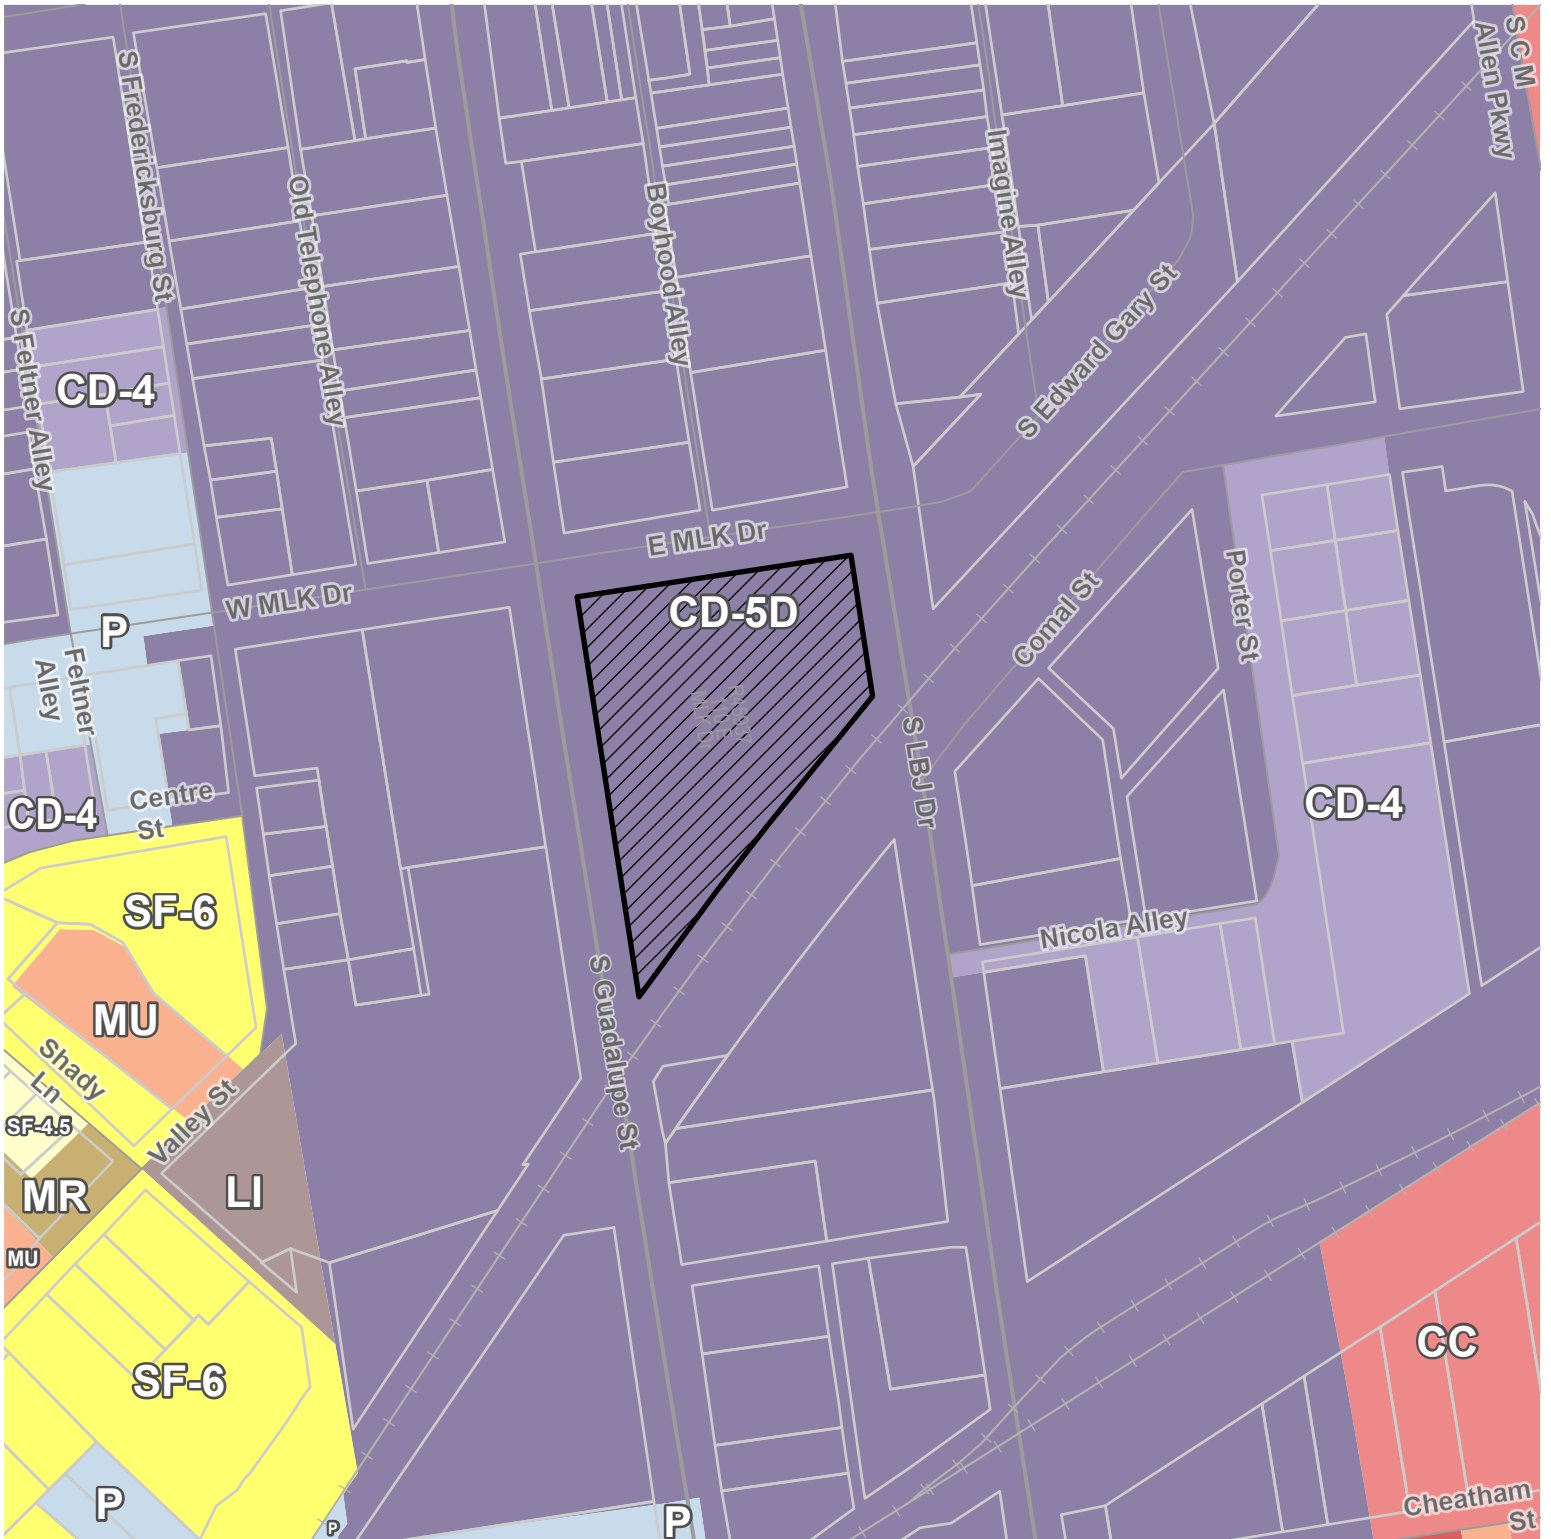 S C M
Allen Pkwy
S Fredericksburg St
Old Telephone Alley
Boyhood Alley
Imagine Alley
S Edward Gary St
S Feltner Alley
CD-4
E MLK Dr
W MLK Dr
P
CD-5D
Comal St
Porter St
Feltner
Alley
S LBJ Dr
Centre
St
CD-4
CD-4
SF-6
Nicola Alley
MU
S Guadalupe St
Shady
Ln
Valley St
SF-4.5
MR
LI
MU
SF-6
CC
P
P
P
Cheatham
St